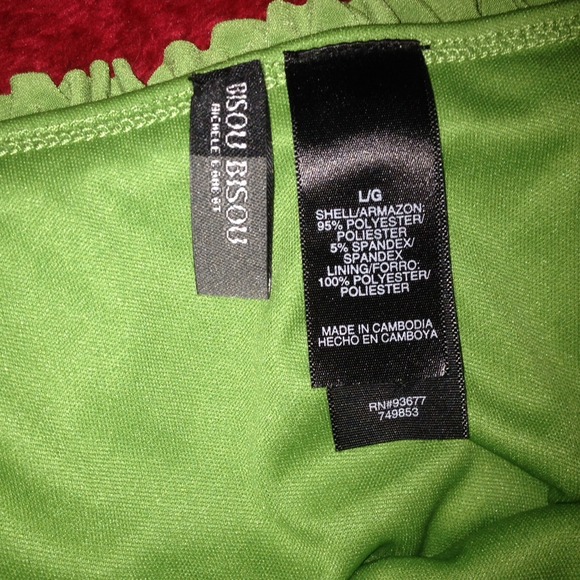 BISOU BISOU
MICHELE
L/G
SHELL/ARMAZON:
95% POLYESTER/
POLIESTER
5% SPANDEX/
SPANDEX
LINING/FORRO:
100% POLYESTER/
POLIESTER
MADE IN CAMBODIA
HECHO EN CAMBOYA
RN#93677
749853